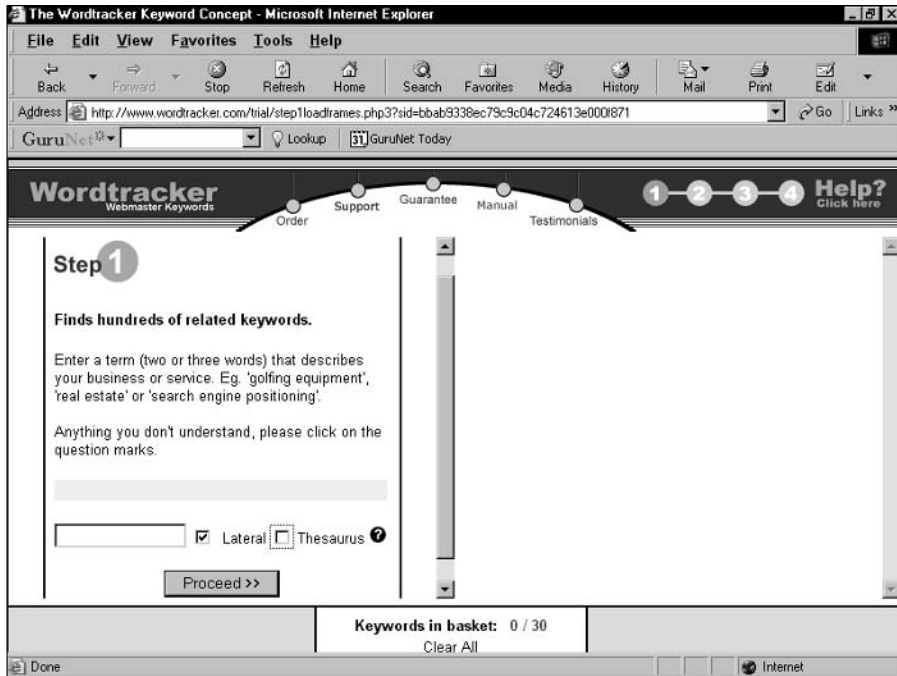 The Wordtracker Keyword Concept - Microsoft Internet Explorer
File Edit View Favorites Tools Help
Back Forward Stop Refresh Home Search Favorites Media History Mail Print Edit
Address http://www.wordtracker.com/trial/step1loadframes.php3?sid=bbab9338ec79c9c04c724613e000f871 Go Links »
GuruNet Lookup 31 GuruNet Today
Wordtracker
Webmaster Keywords
Order Support Guarantee Manual Testimonials
1 2 3 4 Help?
Click here
Step 1
Finds hundreds of related keywords.
Enter a term (two or three words) that describes
your business or service. Eg. 'golfing equipment',
'real estate' or 'search engine positioning'.
Anything you don't understand, please click on the
question marks.
Lateral Thesaurus ?
Proceed >>
Keywords in basket: 0 / 30
Clear All
Done Internet